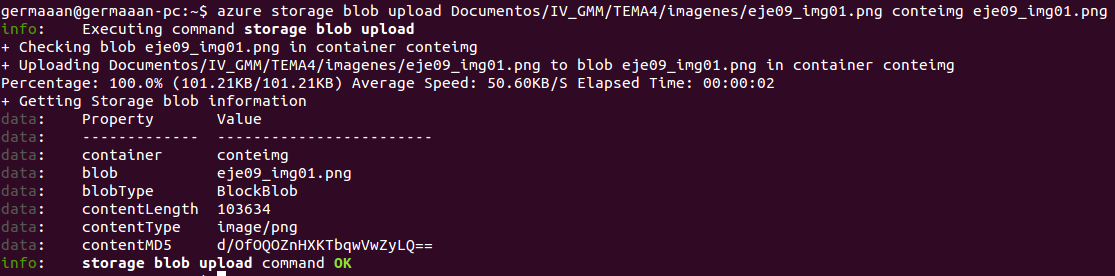 germaaan@germaaan-pc:~$ azure storage blob upload Documentos/IV_GMM/TEMA4/imagenes/eje09_img01.png conteimg eje09_img01.png
info:    Executing command storage blob upload
+ Checking blob eje09_img01.png in container conteimg
+ Uploading Documentos/IV_GMM/TEMA4/imagenes/eje09_img01.png to blob eje09_img01.png in container conteimg
Percentage: 100.0% (101.21KB/101.21KB) Average Speed: 50.60KB/S Elapsed Time: 00:00:02
+ Getting Storage blob information
data:    Property       Value
data:    -------------  ------------------------
data:    container      conteimg
data:    blob           eje09_img01.png
data:    blobType       BlockBlob
data:    contentLength  103634
data:    contentType    image/png
data:    contentMD5     d/OfOQOZnHXKTbqwVwZyLQ==
info:    storage blob upload command OK